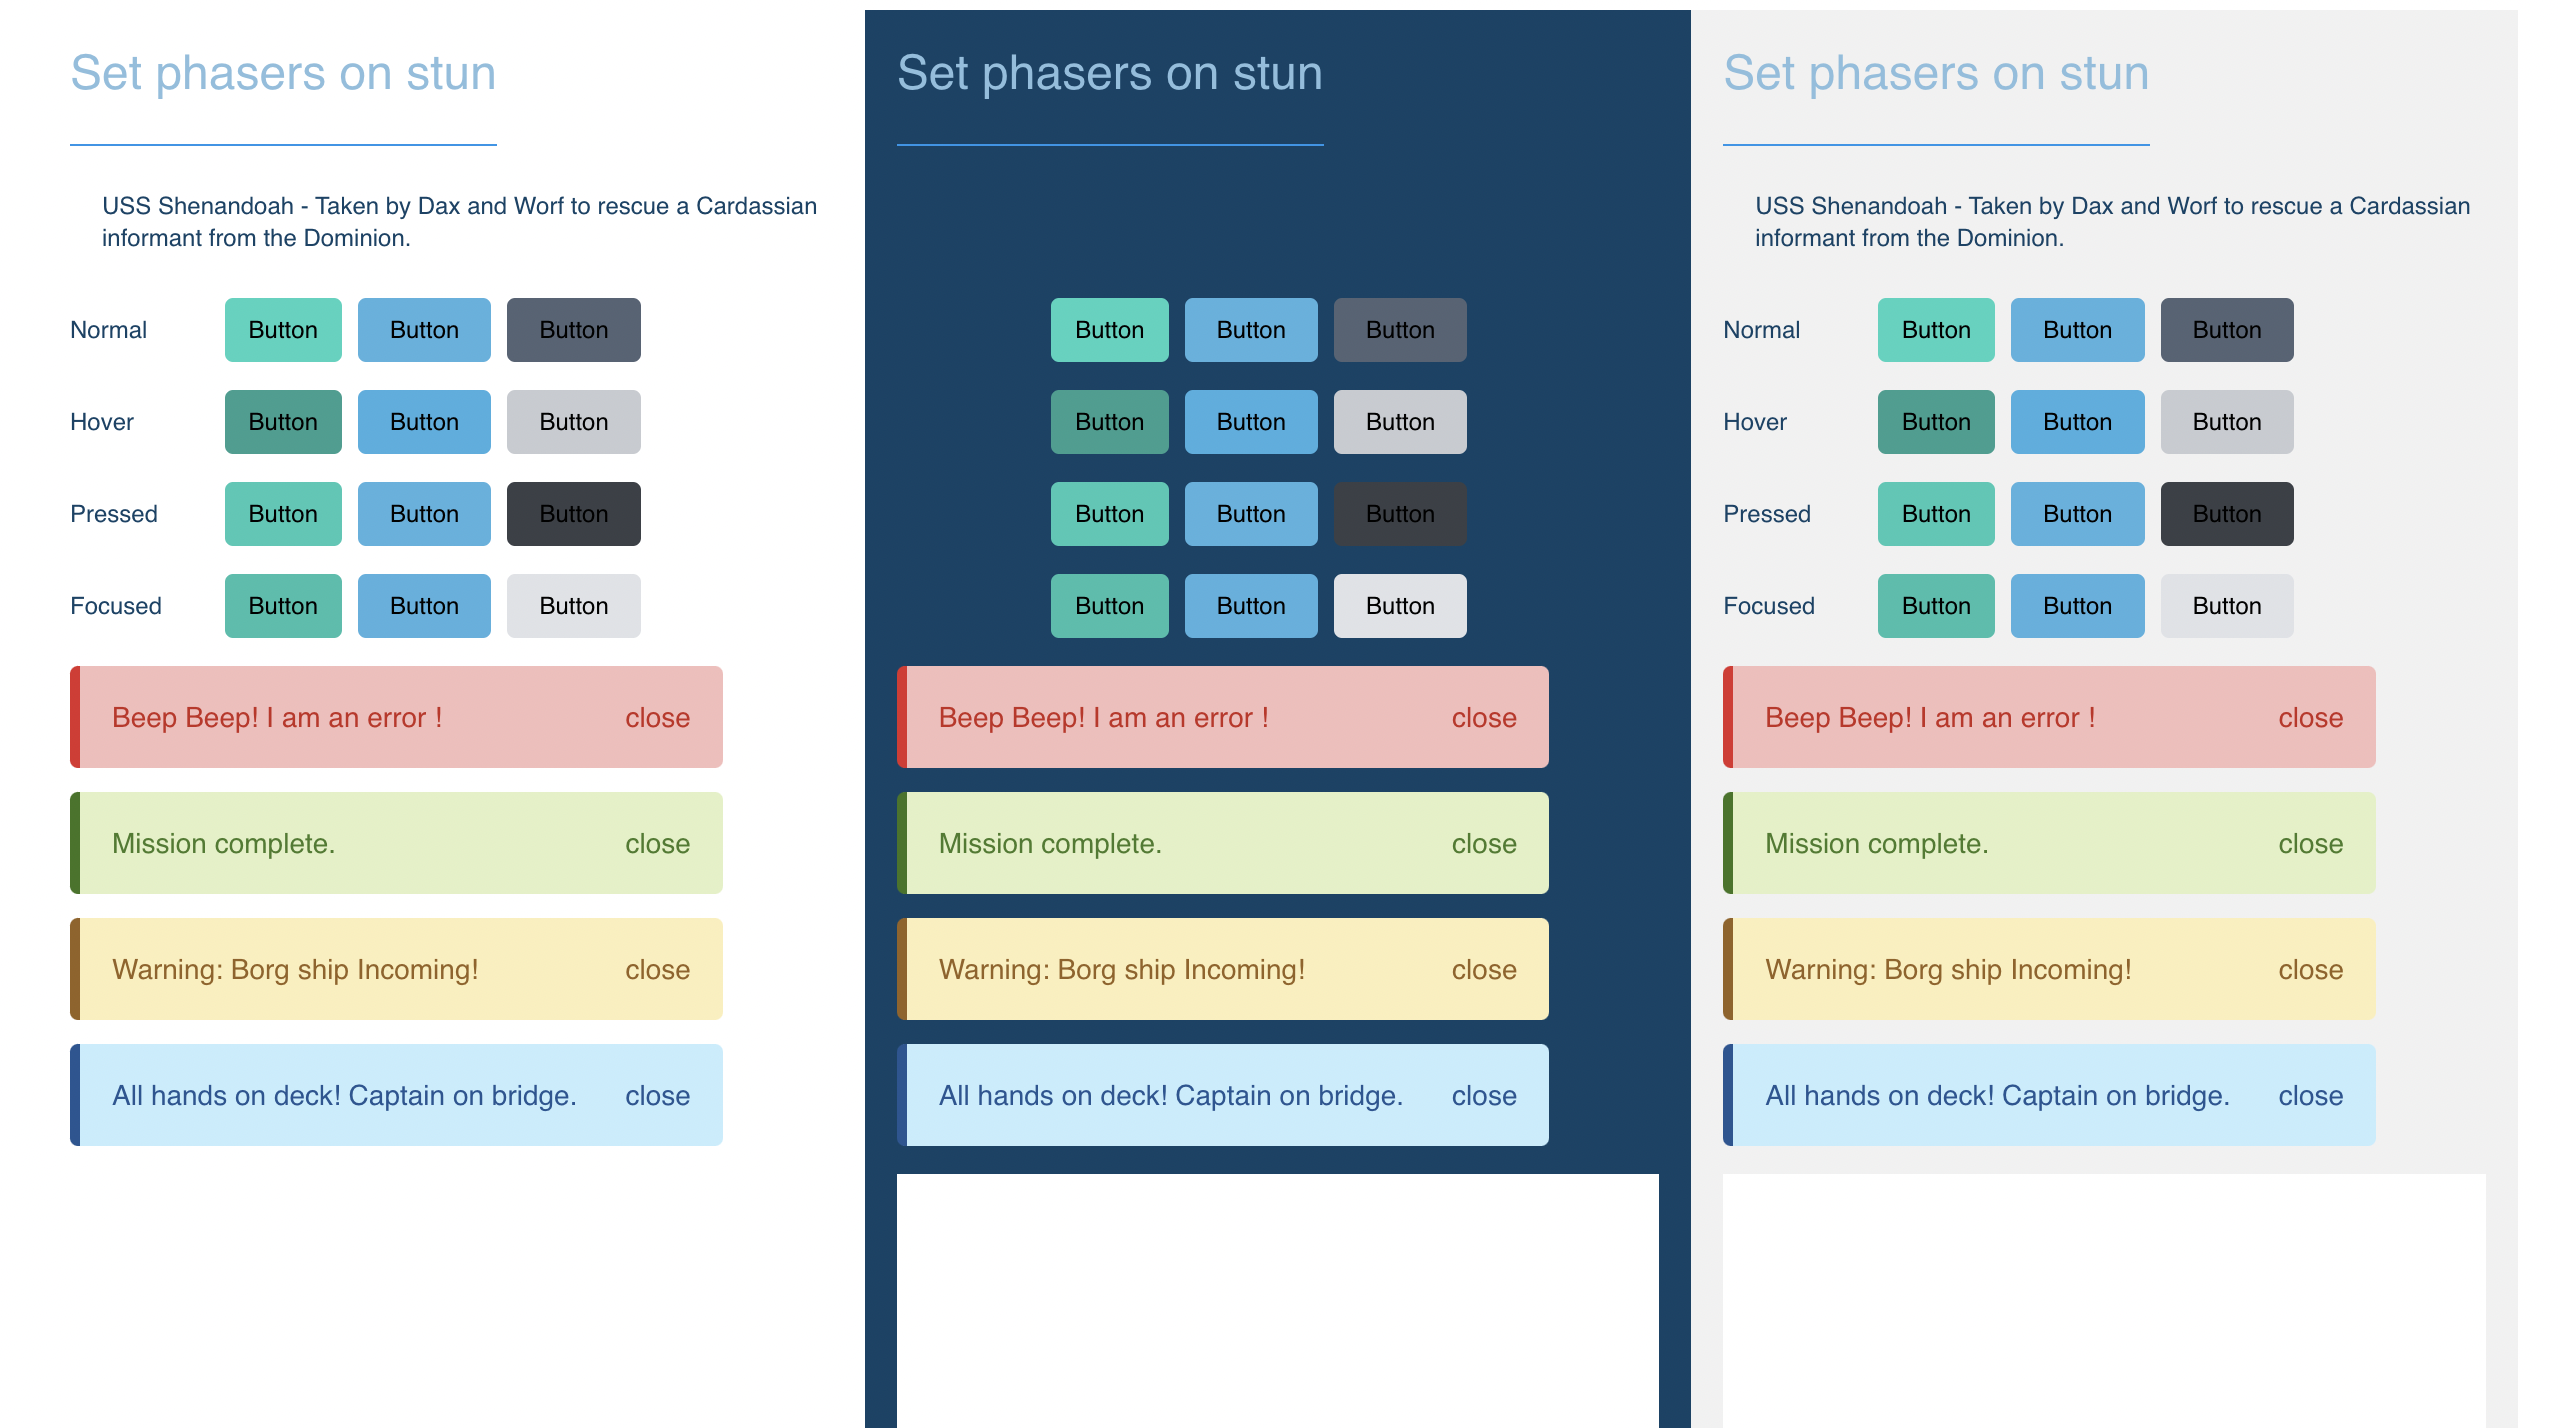 Set phasers on stun
USS Shenandoah - Taken by Dax and Worf to rescue a Cardassian
informant from the Dominion.
Normal Button Button Button
Hover Button Button Button
Pressed Button Button Button
Focused Button Button Button
Beep Beep! I am an error ! close
Mission complete. close
Warning: Borg ship Incoming! close
All hands on deck! Captain on bridge. close
Set phasers on stun
Button Button Button
Button Button Button
Button Button Button
Button Button Button
Beep Beep! I am an error ! close
Mission complete. close
Warning: Borg ship Incoming! close
All hands on deck! Captain on bridge. close
Set phasers on stun
USS Shenandoah - Taken by Dax and Worf to rescue a Cardassian
informant from the Dominion.
Normal Button Button Button
Hover Button Button Button
Pressed Button Button Button
Focused Button Button Button
Beep Beep! I am an error ! close
Mission complete. close
Warning: Borg ship Incoming! close
All hands on deck! Captain on bridge. close